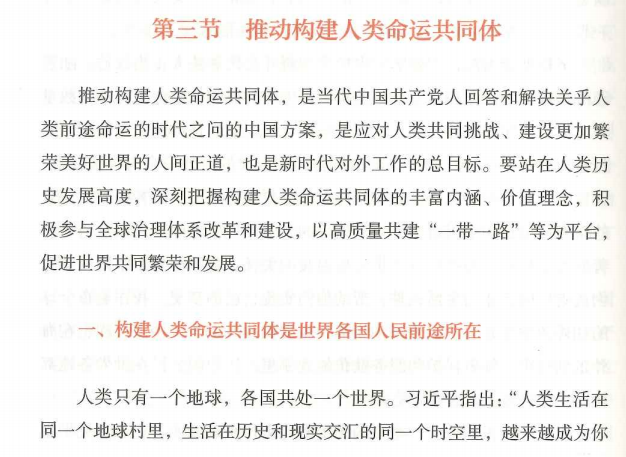 第三节 推动构建人类命运共同体
推动构建人类命运共同体，是当代中国共产党人回答和解决关乎人
类前途命运的时代之问的中国方案，是应对人类共同挑战、建设更加繁
荣美好世界的人间正道，也是新时代对外工作的总目标。要站在人类历
史发展高度，深刻把握构建人类命运共同体的丰富内涵、价值理念，积
极参与全球治理体系改革和建设，以高质量共建“一带一路”等为平台，
促进世界共同繁荣和发展。
一、构建人类命运共同体是世界各国人民前途所在
人类只有一个地球，各国共处一个世界。习近平指出：“人类生活在
同一个地球村里，生活在历史和现实交汇的同一个时空里，越来越成为你